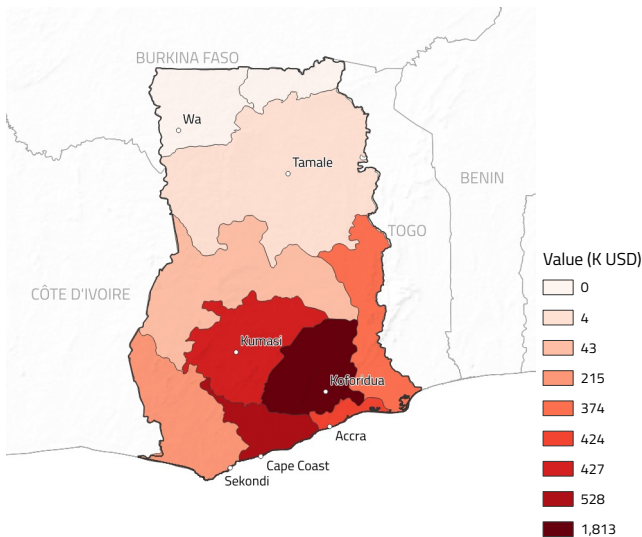 BURKINA FASO
Wa
Tamale
BENIN
TOGO
Value (K USD)
0
CÔTE D'IVOIRE
4
43
Kumasi
215
Koforidua
374
424
Accra
427
Cape Coast
Sekondi
528
1,813